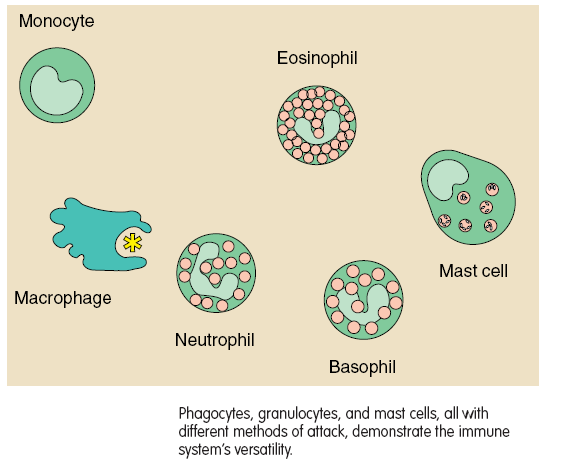 Monocyte
Eosinophil
Mast cell
Macrophage
Neutrophil
Basophil
Phagocytes, granulocytes, and mast cells, all with
different methods of attack, demonstrate the immune
system's versatility.